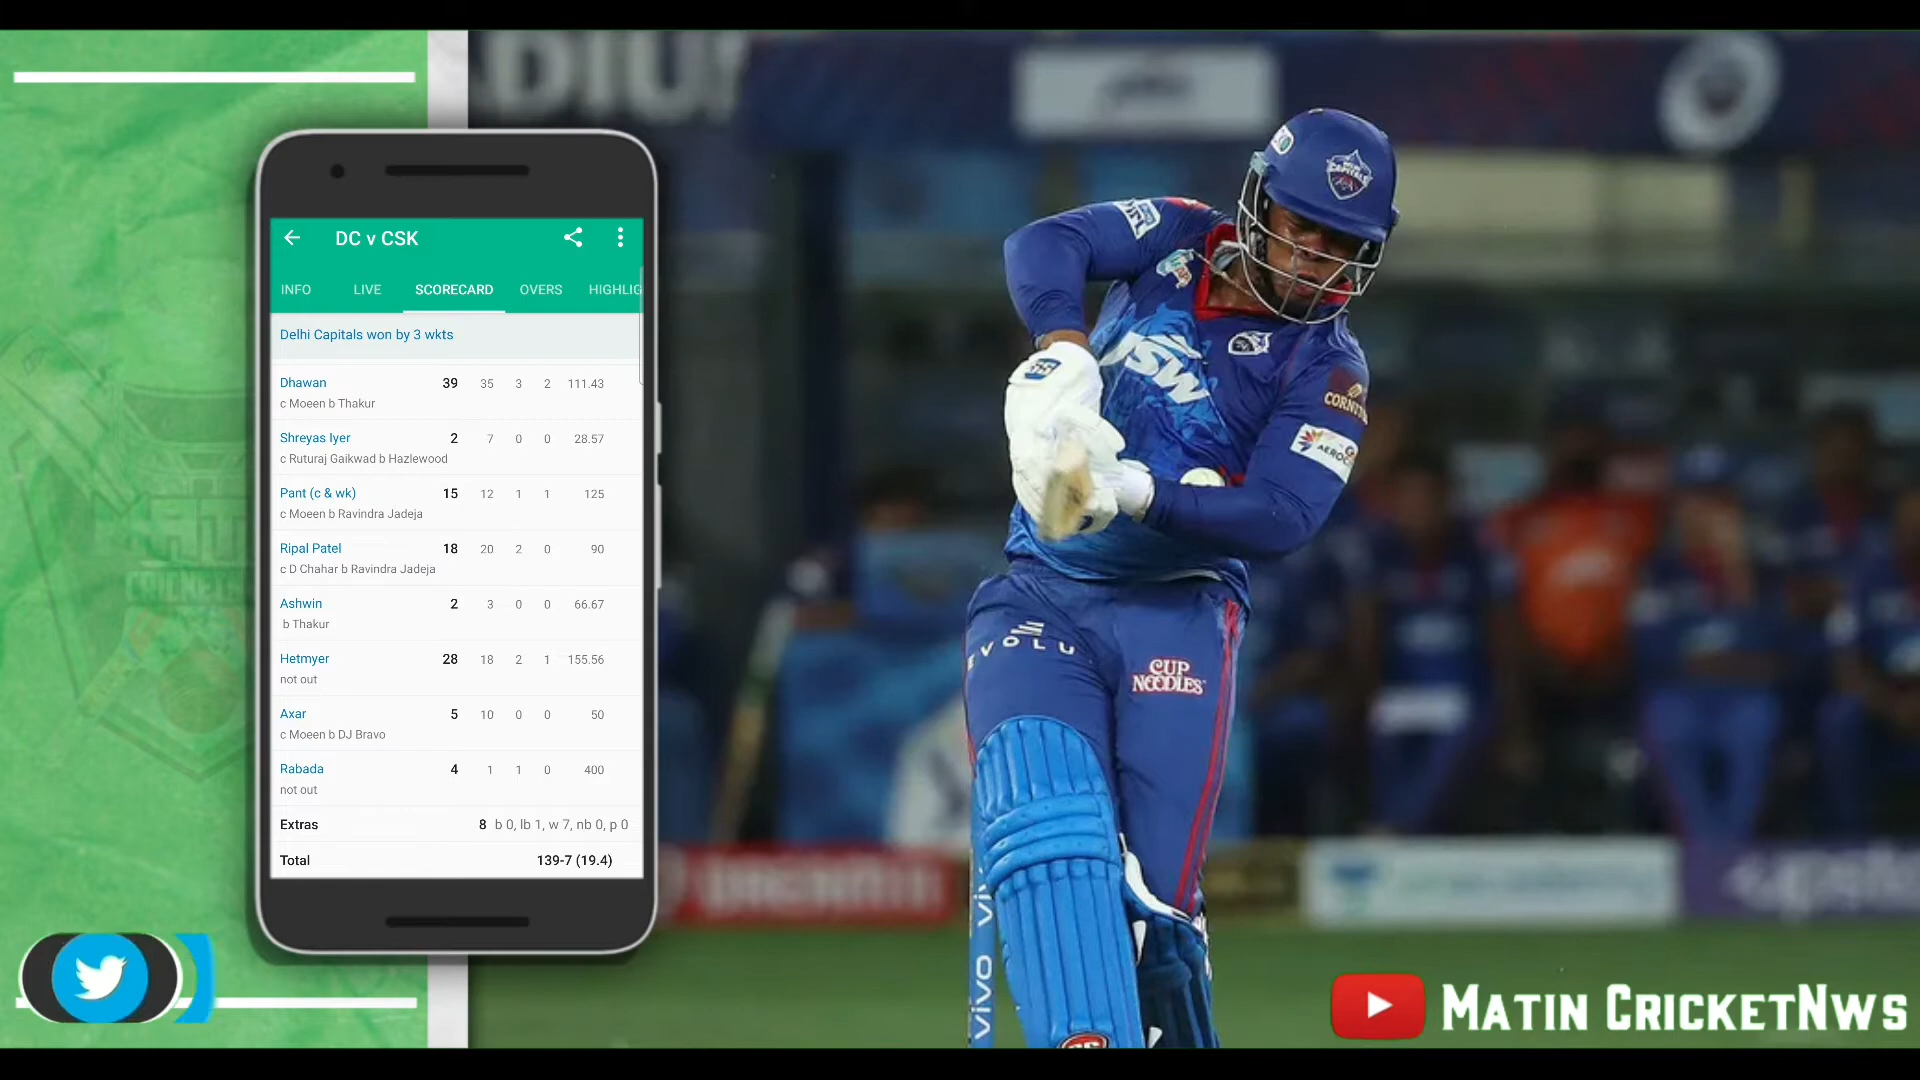 DC v CSK
INFO LIVE SCORECARD OVERS HIGHLIG
Delhi Capitals won by 3 wkts
Dhawan 39 35 3 2 111.43
c Moeen b Thakur
Shreyas Iyer 2 7 0 0 28.57
c Ruturaj Gaikwad b Hazlewood
Pant (c & wk) 15 12 1 1 125
c Moeen b Ravindra Jadeja
Ripal Patel 18 20 2 0 90
c D Chahar b Ravindra Jadeja
Ashwin 2 3 0 0 66.67
b Thakur
Hetmyer 28 18 2 1 155.56
not out
Axar 5 10 0 0 50
c Moeen b DJ Bravo
Rabada 4 1 1 0 400
not out
Extras 8 b 0, lb 1, w 7, nb 0, p 0
Total 139-7 (19.4)
JSW
EVOLU
CUP
NOODLES
vivo
MATIN CRICKETNWS